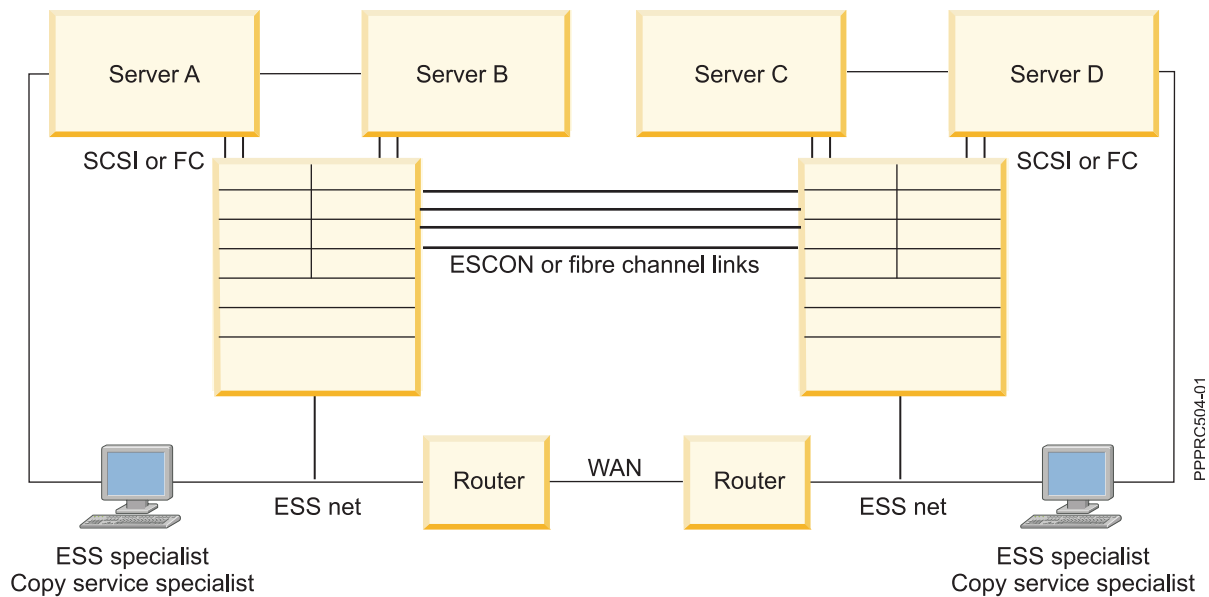 Server A
Server B
Server C
Server D
SCSI or FC
SCSI or FC
ESCON or fibre channel links
PPPRC504-01
Router
WAN
Router
ESS net
ESS net
ESS specialist
Copy service specialist
ESS specialist
Copy service specialist